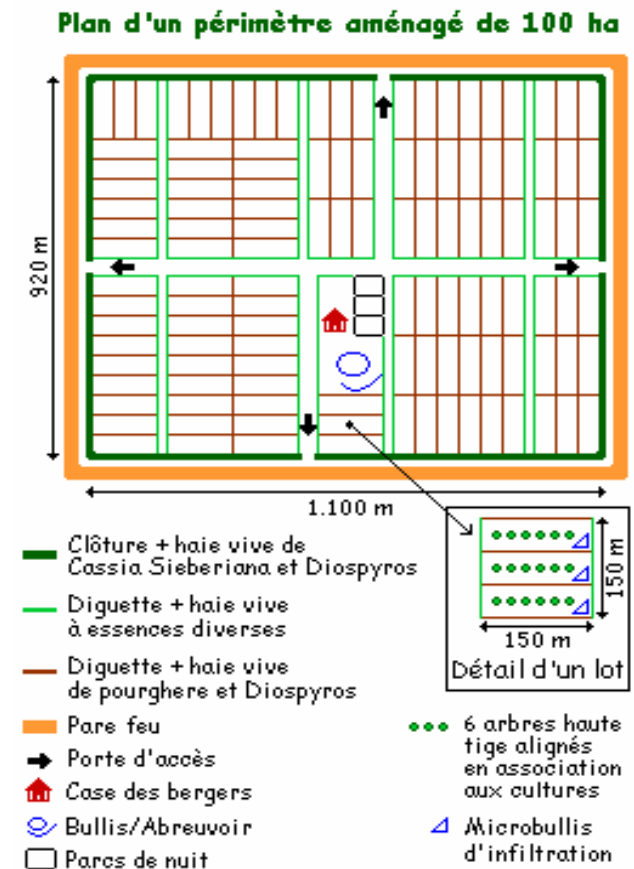 Plan d'un périmètre aménagé de 100 ha
920 m
1.100 m
150 m
150 m
Détail d'un lot
Clôture + haie vive de
Cassia Sieberiana et Diospyros
Diguette + haie vive
à essences diverses
Diguette + haie vive
de pourghere et Diospyros
Pare feu
Porte d'accès
Case des bergers
Bullis/Abreuvoir
Parcs de nuit
6 arbres haute
tige alignés
en association
aux cultures
Microbullis
d'infiltration